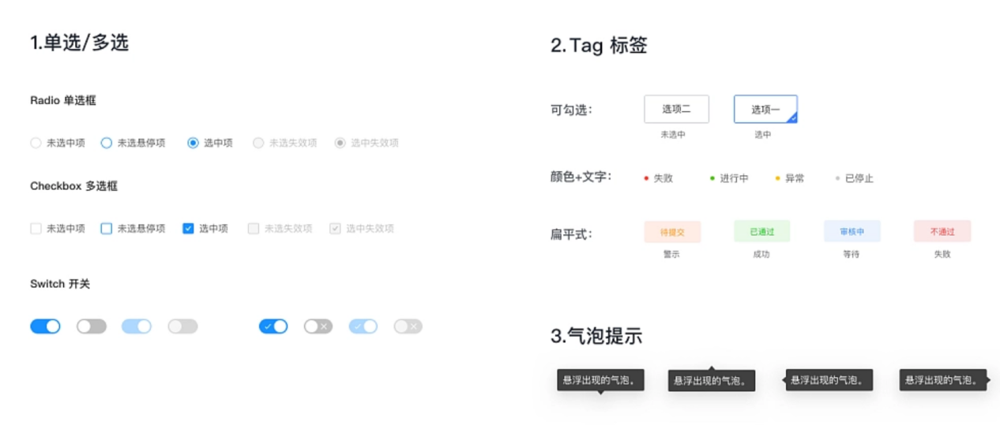 1.单选/多选
Radio 单选框
未选中项 未选悬停项 选中项 未选失效项 选中失效项
Checkbox 多选框
未选中项 未选悬停项 选中项 未选失效项 选中失效项
Switch 开关
2.Tag 标签
可勾选： 选项二 选项一
未选中 选中
颜色+文字： 失败 进行中 异常 已停止
扁平式： 待提交 已通过 审核中 不通过
警示 成功 等待 失败
3.气泡提示
悬浮出现的气泡。 悬浮出现的气泡。 悬浮出现的气泡。 悬浮出现的气泡。